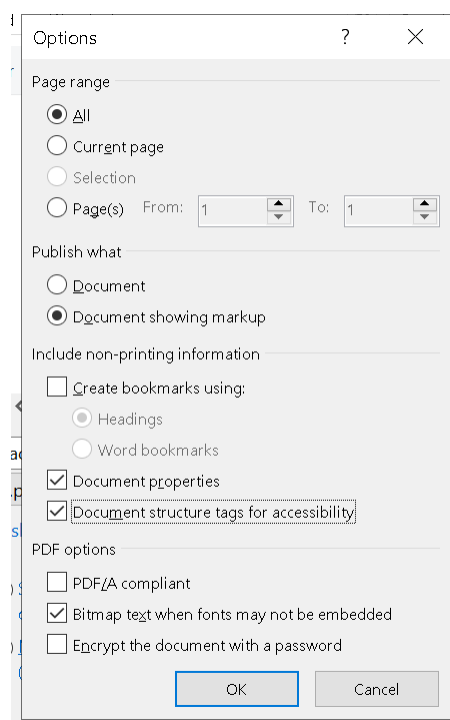 Options ?
Page range
All
Current page
Selection
Page(s) From: 1 To: 1
Publish what
Document
Document showing markup
Include non-printing information
Create bookmarks using:
Headings
Word bookmarks
Document properties
Document structure tags for accessibility
PDF options
PDF/A compliant
Bitmap text when fonts may not be embedded
Encrypt the document with a password
OK Cancel